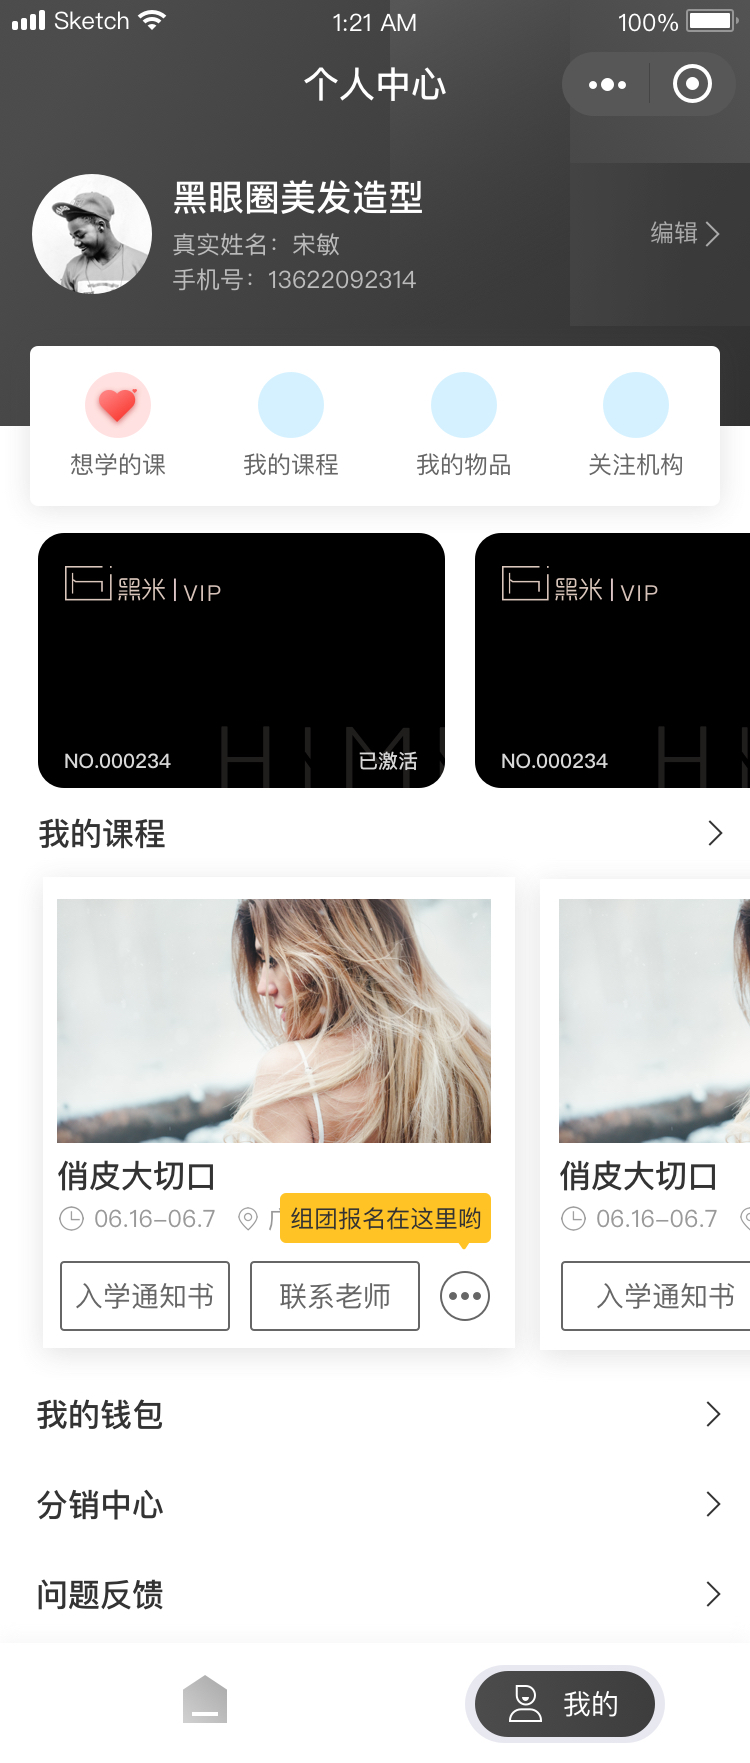 Sketch 1:21 AM 100%
个人中心
黑眼圈美发造型
真实姓名：宋敏
手机号：13622092314
编辑
想学的课 我的课程 我的物品 关注机构
黑米 | VIP 黑米 | VIP
HIMI H
NO.000234 已激活 NO.000234
我的课程
俏皮大切口 俏皮大切口
06.16-06.7 06.16-06.7
组团报名在这里哟
入学通知书 联系老师 入学通知书
我的钱包
分销中心
问题反馈
我的